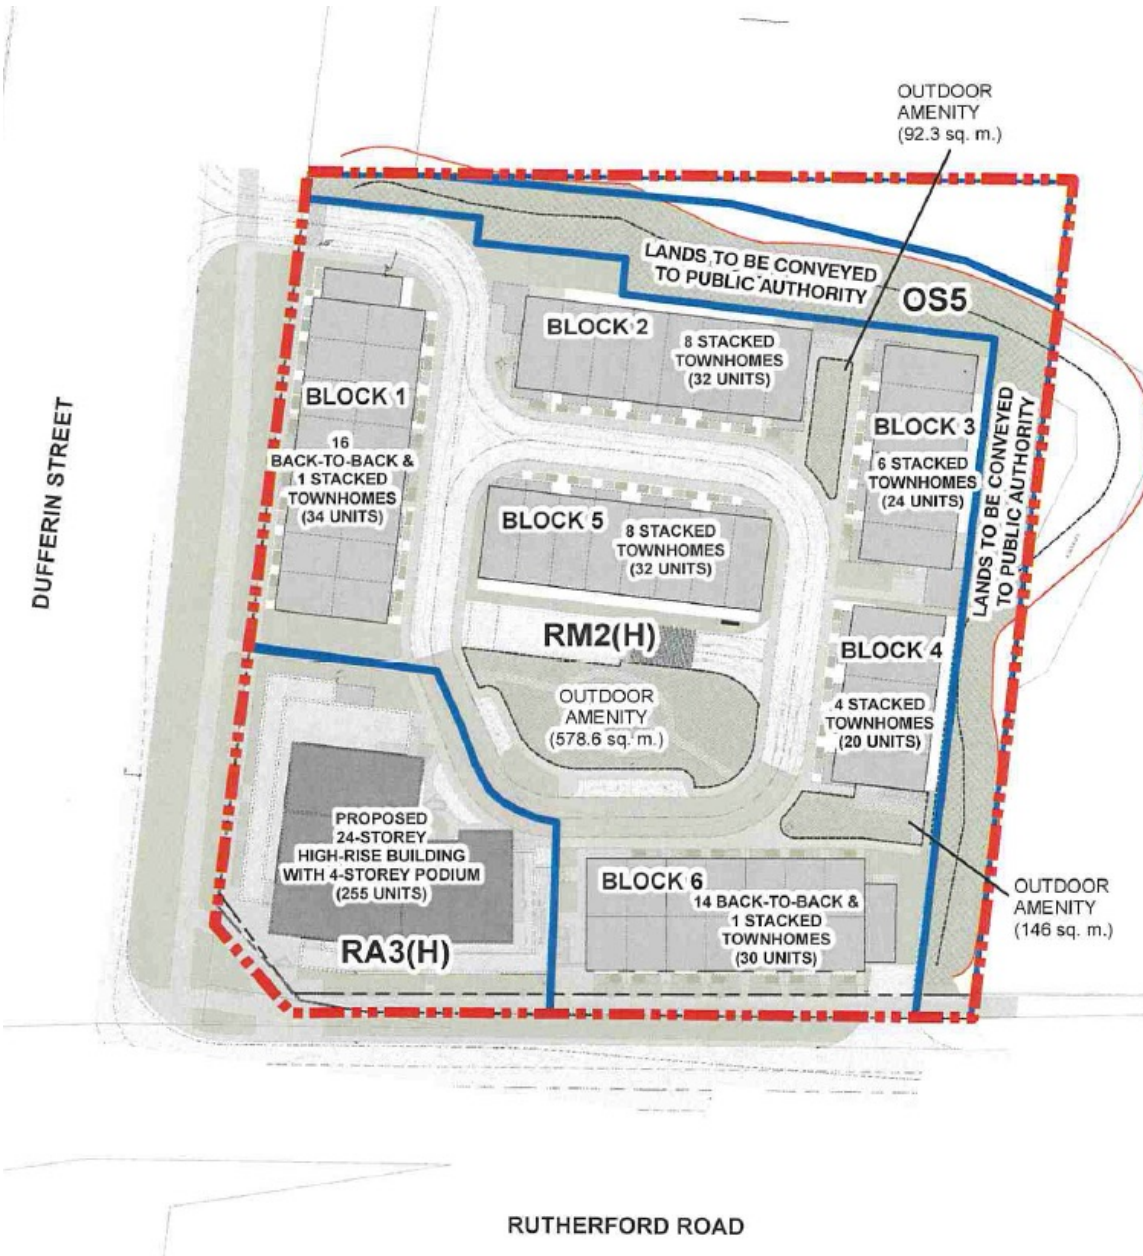 OUTDOOR
AMENITY
(92.3 sq. m.)
LANDS TO BE CONVEYED
TO PUBLIC AUTHORITY
OS5
BLOCK 2
8 STACKED
TOWNHOMES
(32 UNITS)
BLOCK 1
16
BACK-TO-BACK &
1 STACKED
TOWNHOMES
(34 UNITS)
BLOCK 3
6 STACKED
TOWNHOMES
(24 UNITS)
LANDS TO BE CONVEYED
TO PUBLIC AUTHORITY
DUFFERIN STREET
BLOCK 5
8 STACKED
TOWNHOMES
(32 UNITS)
RM2(H)
BLOCK 4
4 STACKED
TOWNHOMES
(20 UNITS)
OUTDOOR
AMENITY
(578.6 sq. m.)
PROPOSED
24-STOREY
HIGH-RISE BUILDING
WITH 4-STOREY PODIUM
(255 UNITS)
RA3(H)
BLOCK 6
14 BACK-TO-BACK &
1 STACKED
TOWNHOMES
(30 UNITS)
OUTDOOR
AMENITY
(146 sq. m.)
RUTHERFORD ROAD